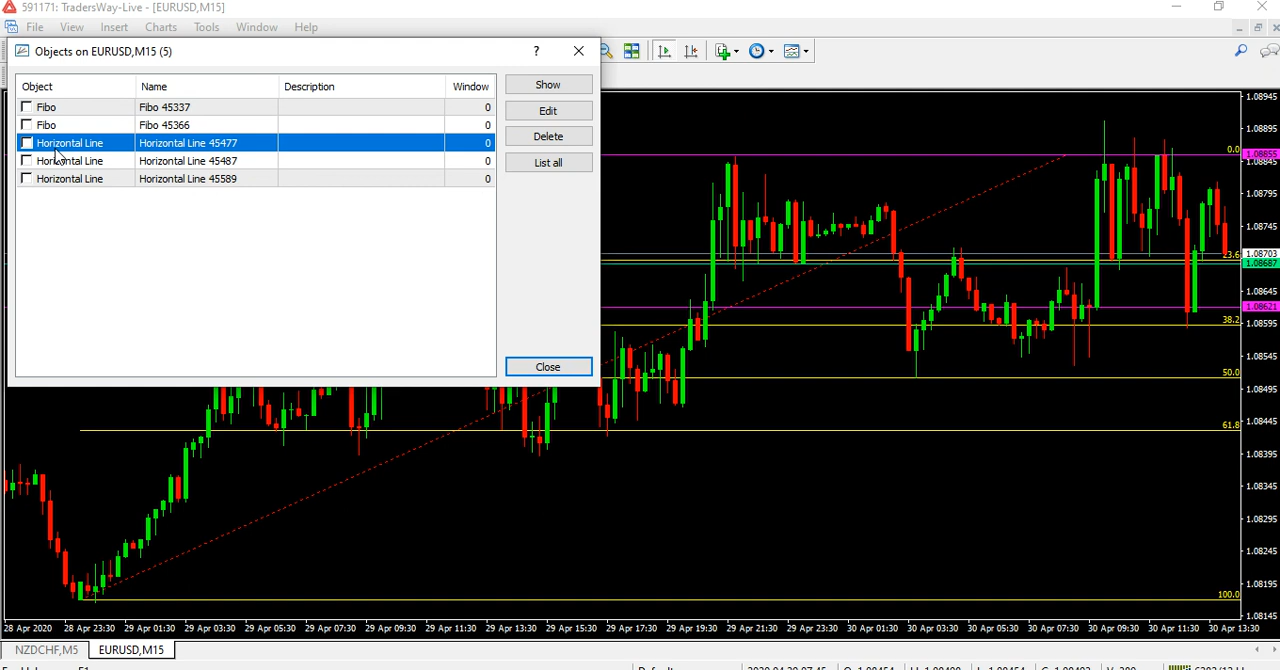 591171: TradersWay-Live - [EURUSD,M15]
File View Insert Charts Tools Window Help
Objects on EURUSD,M15 (5)
?
Object Name Description Window
Fibo Fibo 45337 0
Fibo Fibo 45366 0
Horizontal Line Horizontal Line 45477 0
Horizontal Line Horizontal Line 45487 0
Horizontal Line Horizontal Line 45589 0
Show
Edit
Delete
List all
Close
1.08945
1.08895
0.0
1.08855
1.08845
1.08795
1.08745
1.08703
23.6
1.08687
1.08645
1.08621
38.2
1.08595
1.08545
50.0
1.08495
1.08445
61.8
1.08395
1.08345
1.08295
1.08245
1.08195
100.0
1.08145
28 Apr 2020 28 Apr 23:30 29 Apr 01:30 29 Apr 03:30 29 Apr 05:30 29 Apr 07:30 29 Apr 09:30 29 Apr 11:30 29 Apr 13:30 29 Apr 15:30 29 Apr 17:30 29 Apr 19:30 29 Apr 21:30 29 Apr 23:30 30 Apr 01:30 30 Apr 03:30 30 Apr 05:30 30 Apr 07:30 30 Apr 09:30 30 Apr 11:30 30 Apr 13:30
NZDCHF,M5 EURUSD,M15